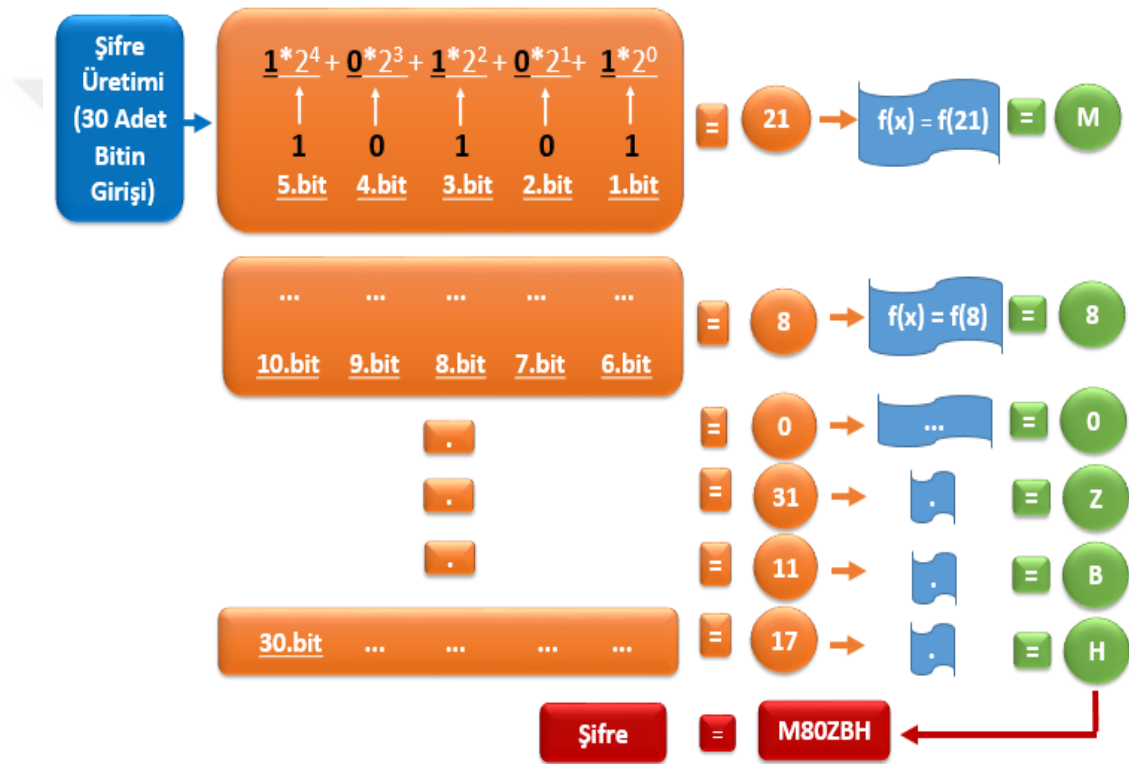 Şifre
Üretimi
(30 Adet
Bitin
Girişi)
1*2⁴ + 0*2³ + 1*2² + 0*2¹ + 1*2⁰
1 0 1 0 1
5.bit 4.bit 3.bit 2.bit 1.bit
= 21 f(x) = f(21) = M
... ... ... ... ...
10.bit 9.bit 8.bit 7.bit 6.bit
= 8 f(x) = f(8) = 8
. = 0 ... = 0
. = 31 . = Z
. = 11 . = B
30.bit ... ... ... ... = 17 . = H
Şifre = M80ZBH